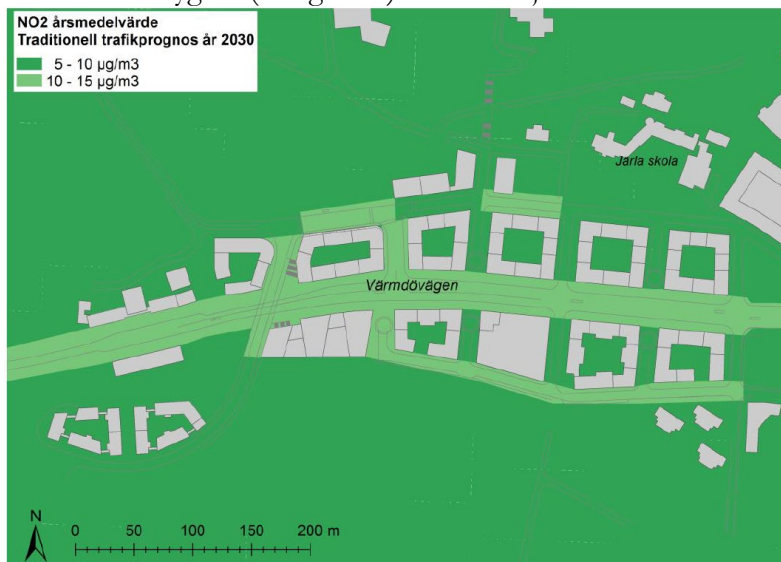 NO2 årsmedelvärde
Traditionell trafikprognos år 2030
5 - 10 µg/m3
10 - 15 µg/m3
Järla skola
Värmdövägen
N
0 50 100 150 200 m